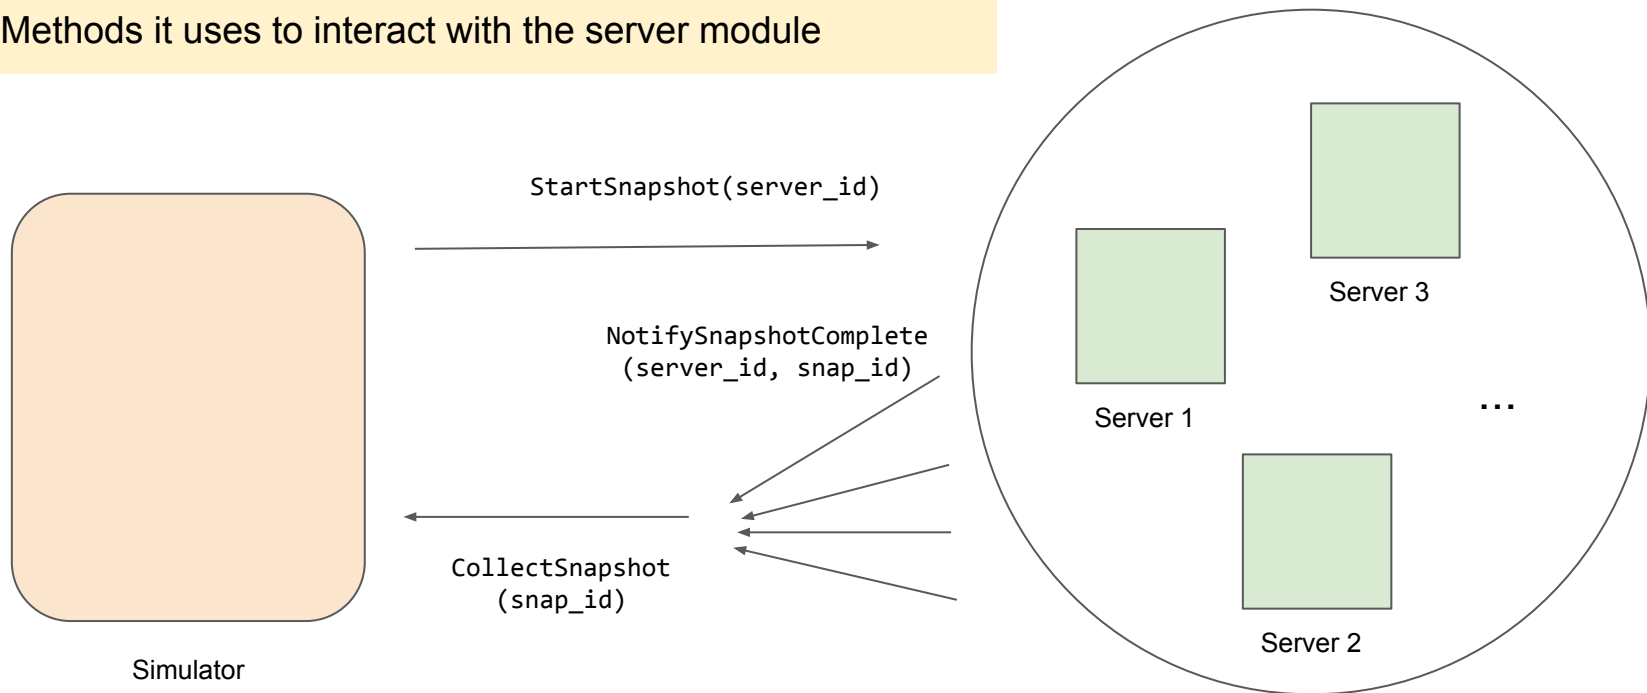 Methods it uses to interact with the server module
StartSnapshot(server_id)
Server 3
NotifySnapshotComplete
(server_id, snap_id)
Server 1
...
CollectSnapshot
(snap_id)
Server 2
Simulator